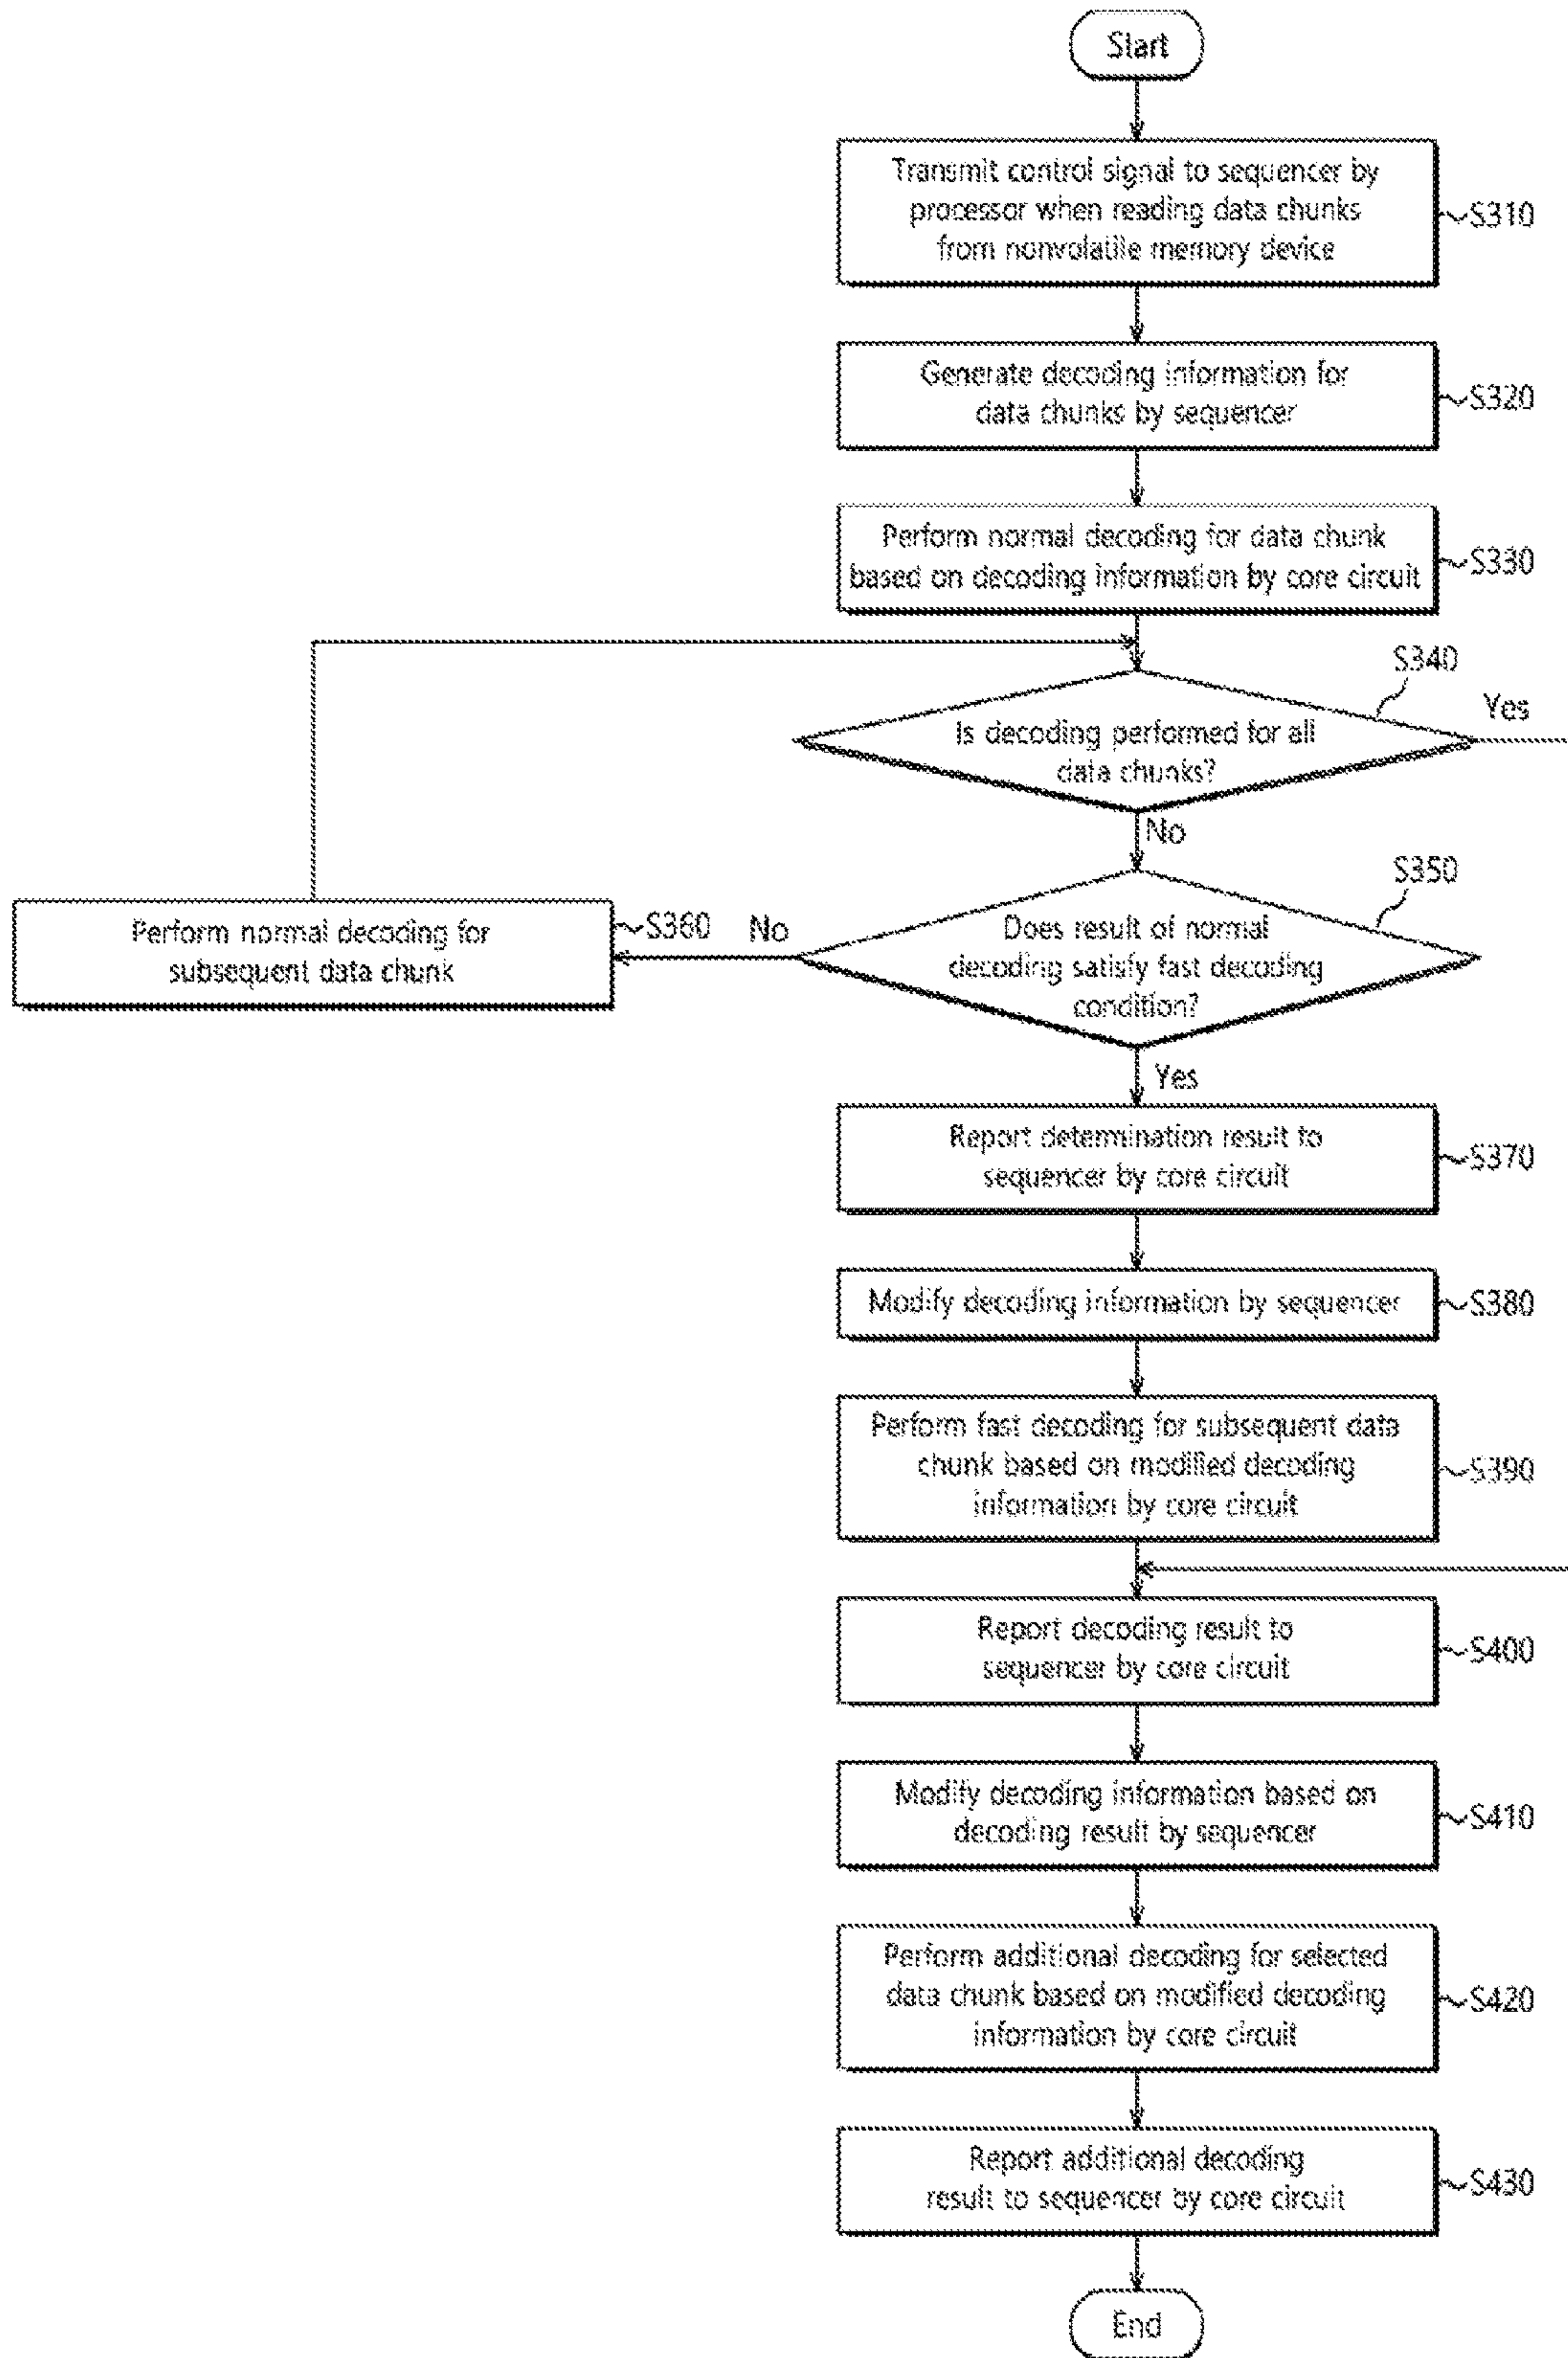 Start
Transmit control signal to sequencer by
processor when reading data chunks
from nonvolatile memory device
S310
Generate decoding information for
data chunks by sequencer
S320
Perform normal decoding for data chunk
based on decoding information by core circuit
S330
S340
Yes
Is decoding performed for all
data chunks?
No
S350
Does result of normal
decoding satisfy fast decoding
condition?
No
S360
Perform normal decoding for
subsequent data chunk
Yes
Report determination result to
sequencer by core circuit
S370
Modify decoding information by sequencer
S380
Perform fast decoding for subsequent data
chunk based on modified decoding
information by core circuit
S390
Report decoding result to
sequencer by core circuit
S400
Modify decoding information based on
decoding result by sequencer
S410
Perform additional decoding for selected
data chunk based on modified decoding
information by core circuit
S420
Report additional decoding
result to sequencer by core circuit
S430
End